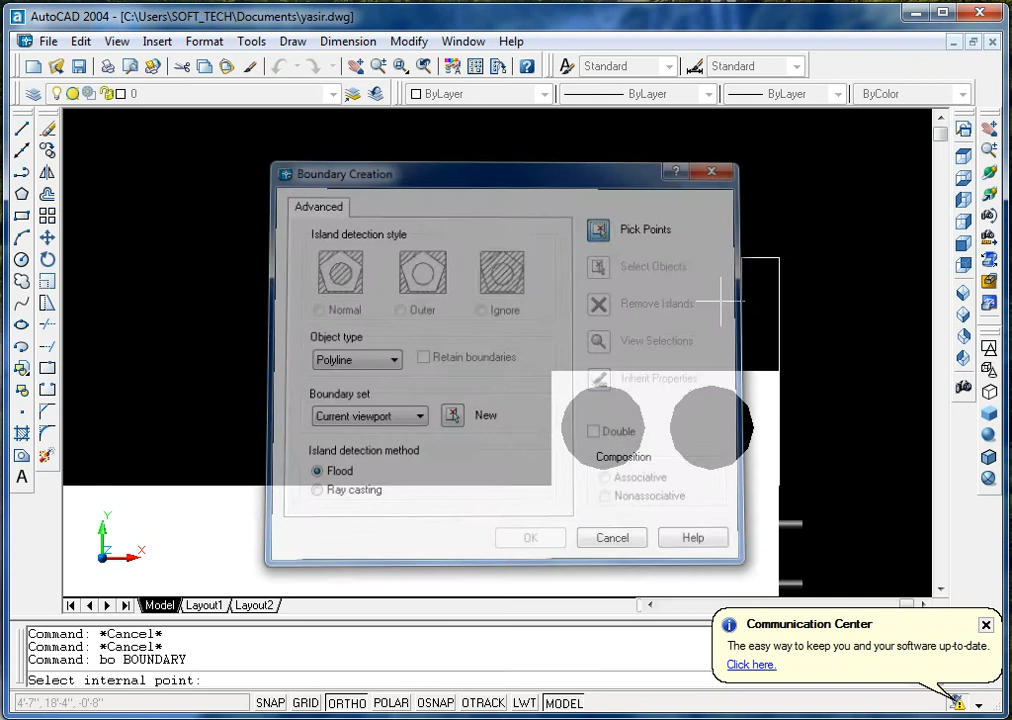 AutoCAD 2004 - [C:\Users\SOFT_TECH\Documents\yasir.dwg]
File Edit View Insert Format Tools Draw Dimension Modify Window Help
Standard Standard
0 ByLayer ByLayer ByLayer ByColor
Boundary Creation
Advanced
Island detection style
Normal Outer Ignore
Object type
Polyline Retain boundaries
Boundary set
Current viewport New
Island detection method
Flood
Ray casting
Pick Points
Select Objects
Remove Islands
View Selections
Inherit Properties
Double
Composition
Associative
Nonassociative
OK Cancel Help
Y
Z X
Model Layout1 Layout2
Command: *Cancel*
Command: *Cancel*
Command: bo BOUNDARY
Select internal point:
Communication Center
The easy way to keep you and your software up-to-date.
Click here.
4'-7", 18'-4", -0'-8" SNAP GRID ORTHO POLAR OSNAP OTRACK LWT MODEL